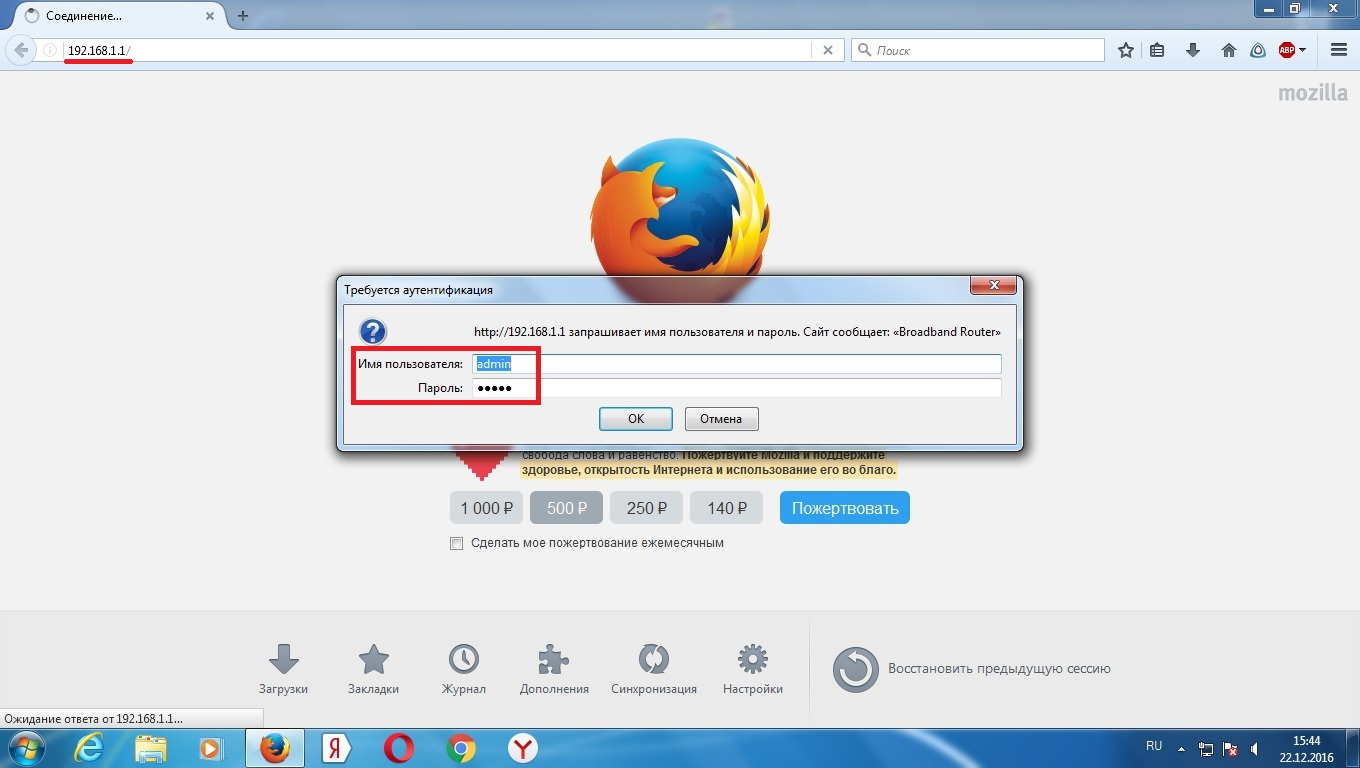 Соединение...
192.168.1.1/
Поиск
ABP
mozilla
Требуется аутентификация
http://192.168.1.1 запрашивает имя пользователя и пароль. Сайт сообщает: «Broadband Router»
Имя пользователя: admin
Пароль: •••••
OK
Отмена
свобода слова и равенство. Пожертвуйте Mozilla и поддержите
здоровье, открытость Интернета и использование его во благо.
1 000 ₽
500 ₽
250 ₽
140 ₽
Пожертвовать
Сделать мое пожертвование ежемесячным
Загрузки
Закладки
Журнал
Дополнения
Синхронизация
Настройки
Восстановить предыдущую сессию
Ожидание ответа от 192.168.1.1...
Я
Y
RU
15:44
22.12.2016